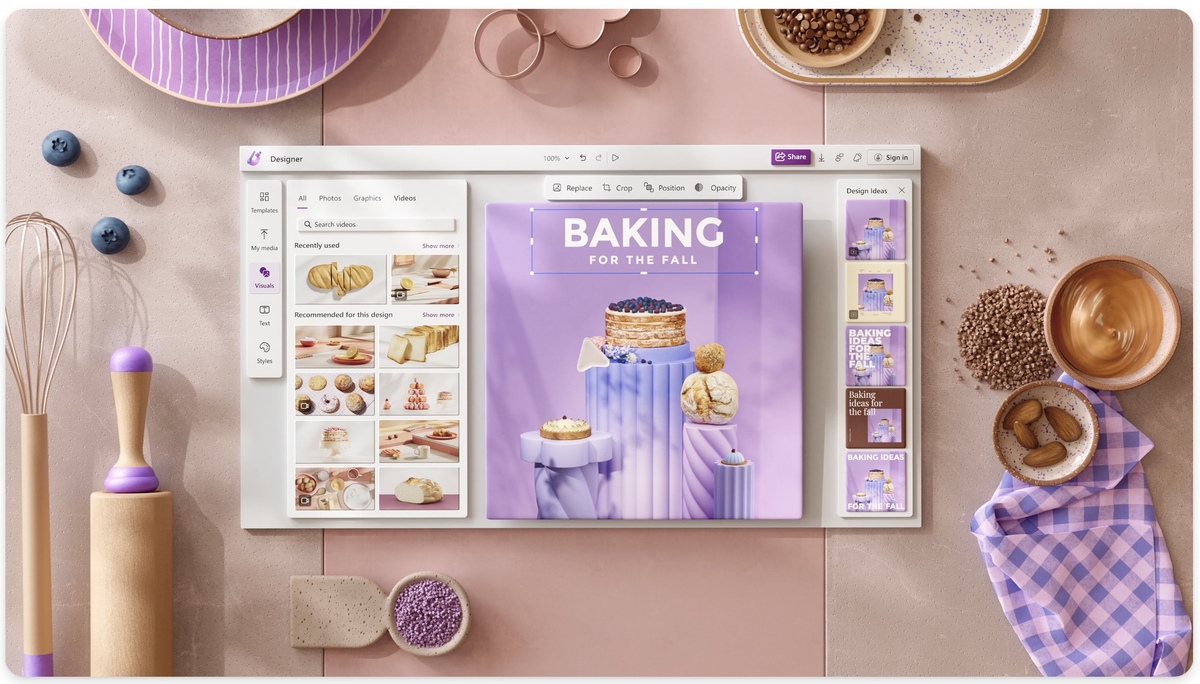 Designer
100%
Share
Sign in
Templates
My media
Visuals
Text
Styles
All Photos Graphics Videos
Search videos
Recently used Show more
Recommended for this design Show more
Replace Crop Position Opacity
BAKING
FOR THE FALL
Design Ideas
BAKING
IDEAS
FOR
THE
FALL
Baking
ideas for
the fall
BAKING IDEAS
FOR THE FALL